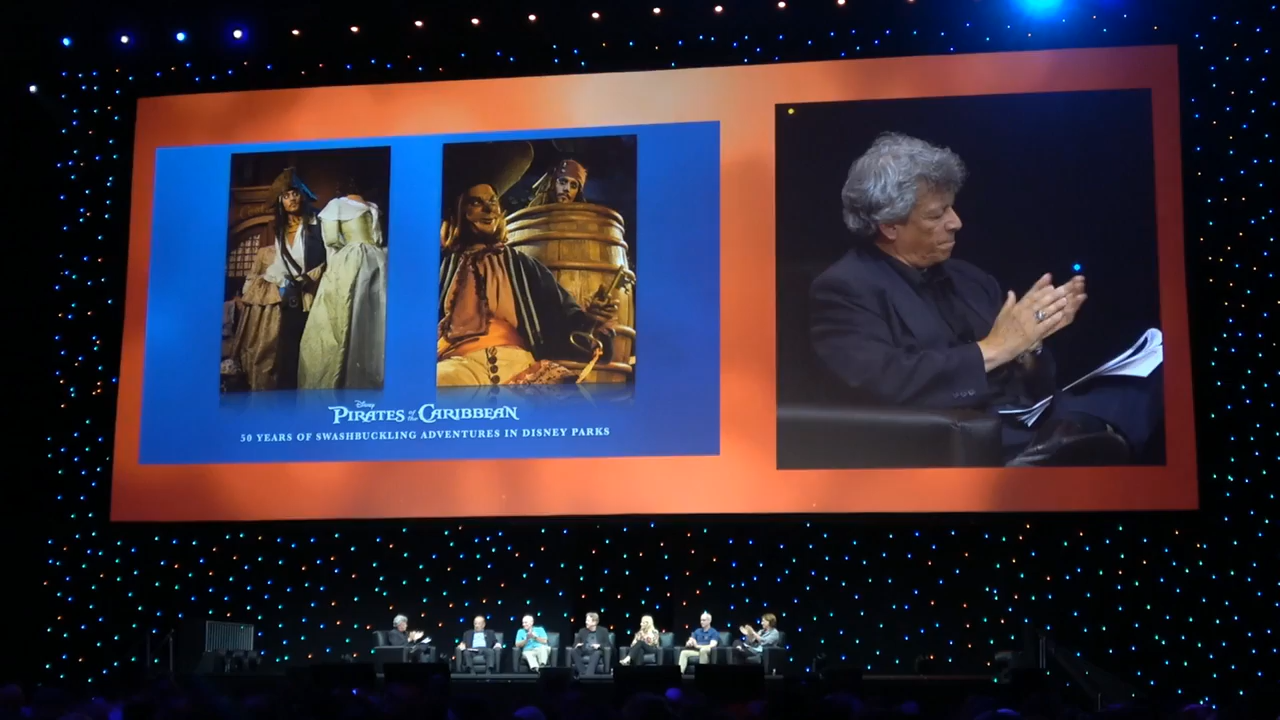 Disney
PIRATES of the CARIBBEAN
50 YEARS OF SWASHBUCKLING ADVENTURES IN DISNEY PARKS